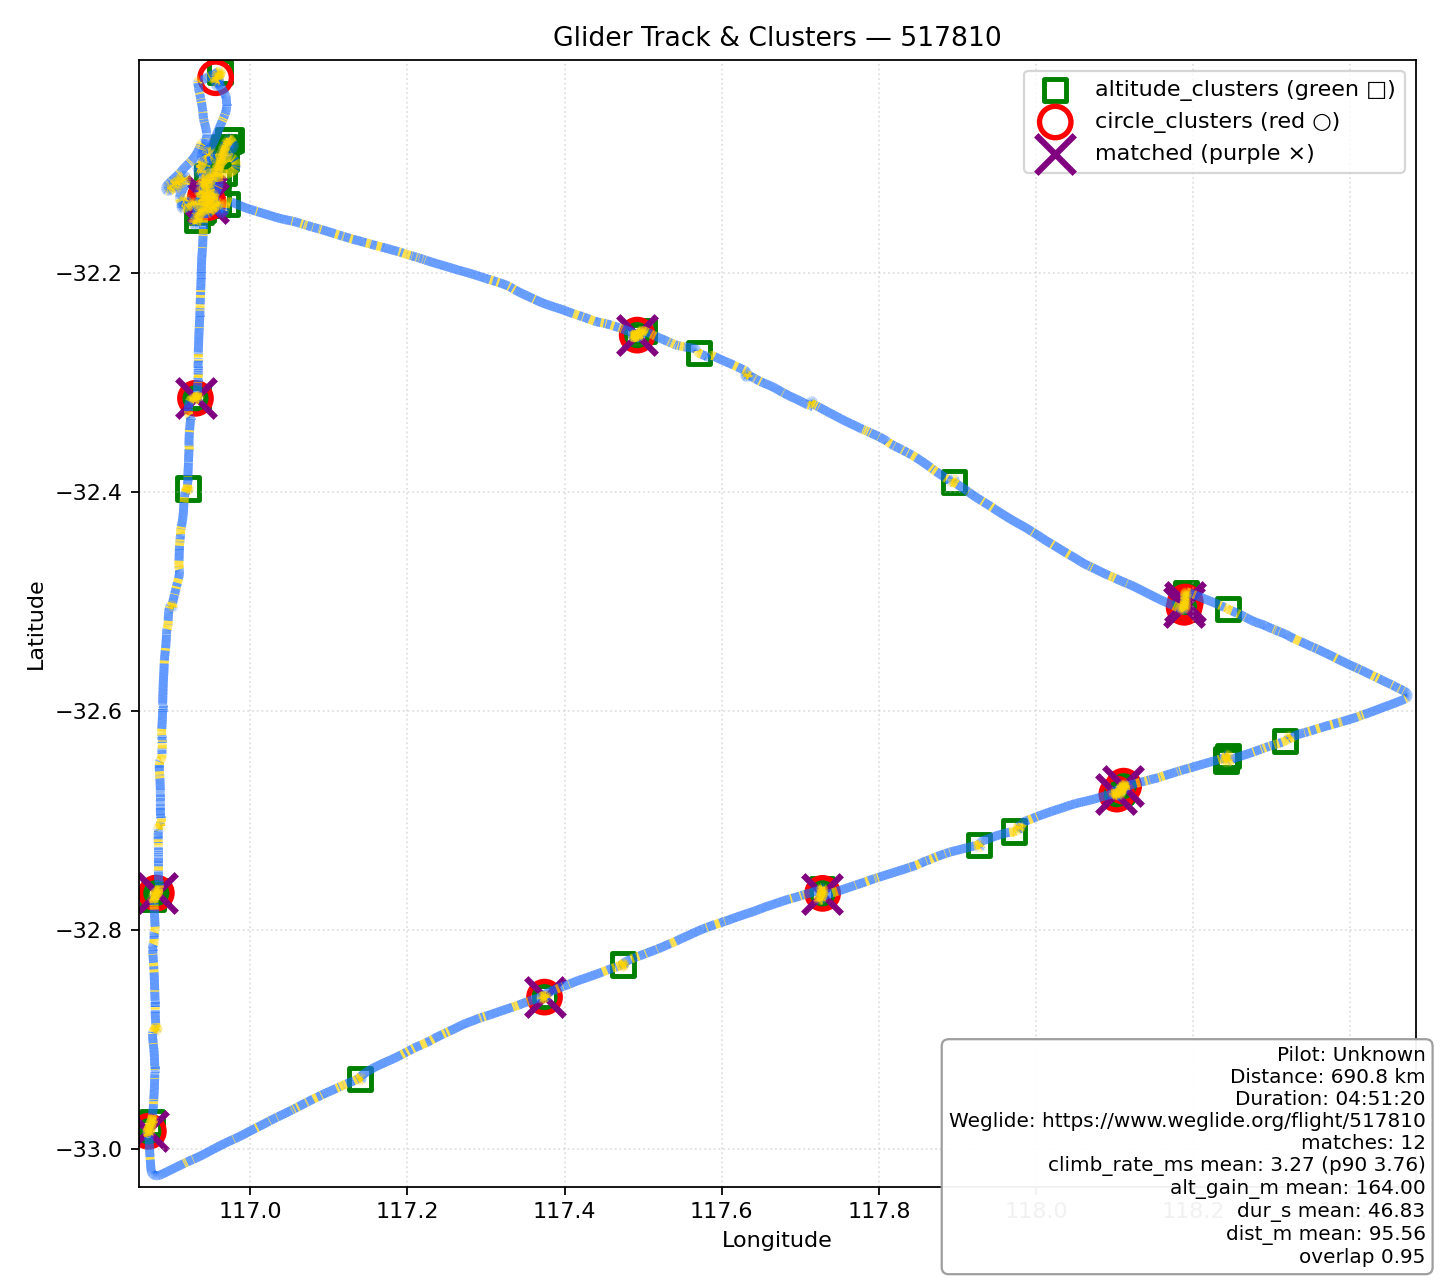 Glider Track & Clusters — 517810
altitude_clusters (green □)
circle_clusters (red ○)
matched (purple ×)
Latitude
−32.2
−32.4
−32.6
−32.8
−33.0
117.0 117.2 117.4 117.6 117.8 118.0 118.2
Longitude
Pilot: Unknown
Distance: 690.8 km
Duration: 04:51:20
Weglide: https://www.weglide.org/flight/517810
matches: 12
climb_rate_ms mean: 3.27 (p90 3.76)
alt_gain_m mean: 164.00
dur_s mean: 46.83
dist_m mean: 95.56
overlap 0.95